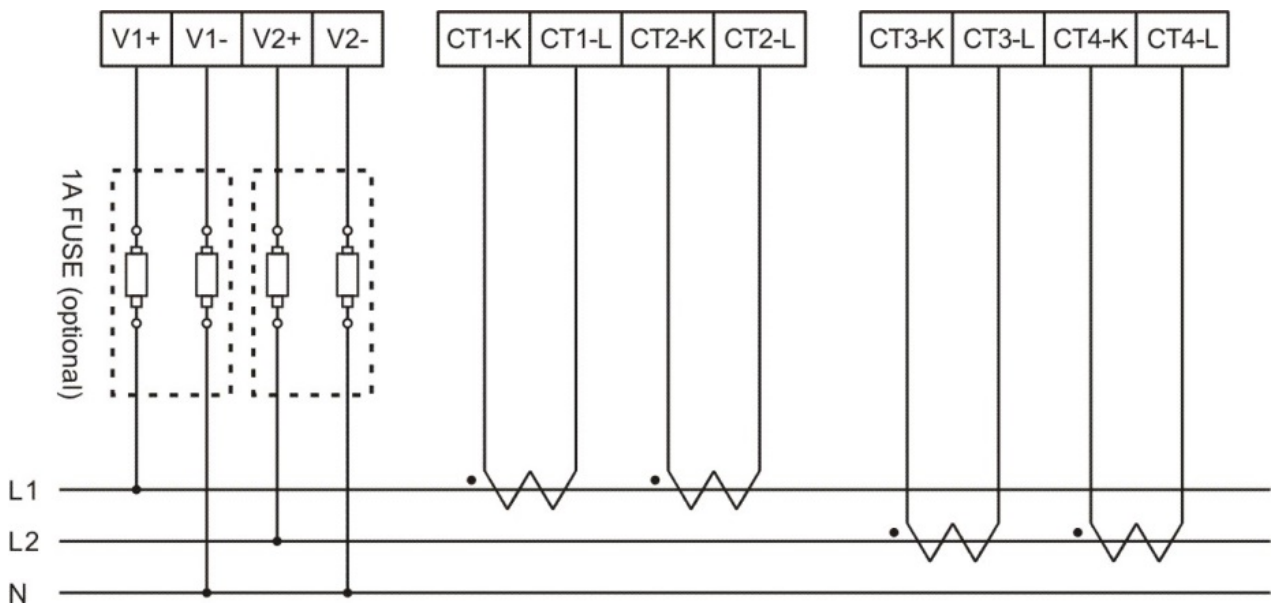 V1+ V1- V2+ V2- CT1-K CT1-L CT2-K CT2-L CT3-K CT3-L CT4-K CT4-L
1A FUSE (optional)
L1
L2
N